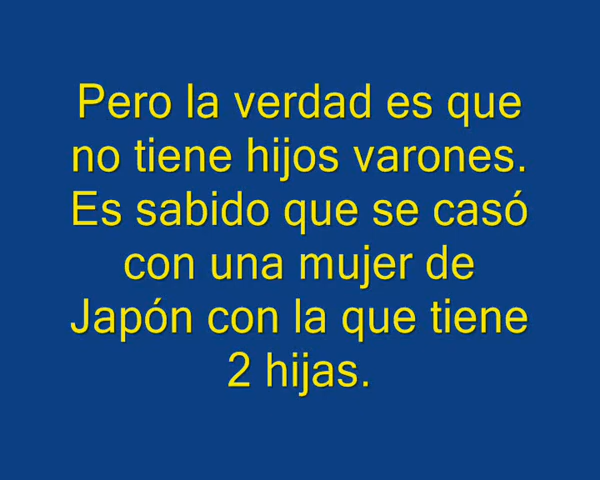 Pero la verdad es que
no tiene hijos varones.
Es sabido que se casó
con una mujer de
Japón con la que tiene
2 hijas.